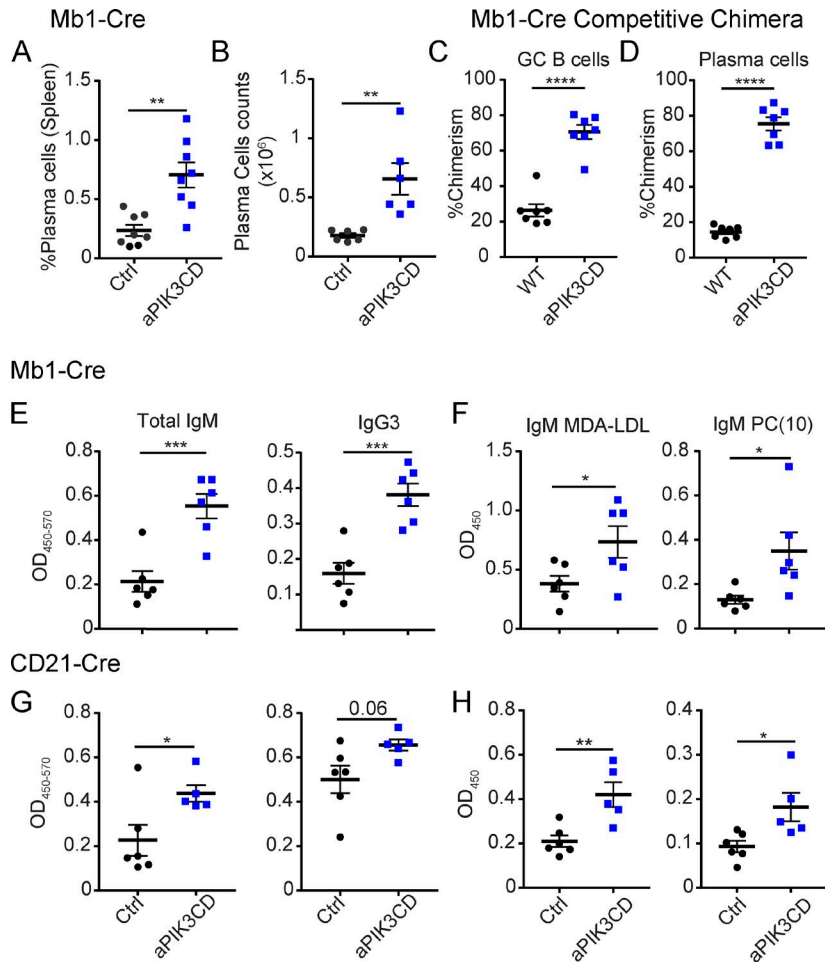 Mb1-Cre
Mb1-Cre Competitive Chimera
A
%Plasma cells (Spleen)
1.5
1.0
0.5
0.0
**
Ctrl
aPIK3CD
B
Plasma Cells counts
(x10⁶)
1.5
1
0.5
0
**
Ctrl
aPIK3CD
C
GC B cells
%Chimerism
100
80
60
40
20
0
****
WT
aPIK3CD
D
Plasma cells
%Chimerism
100
80
60
40
20
0
****
WT
aPIK3CD
Mb1-Cre
E
Total IgM
OD450-570
0.8
0.6
0.4
0.2
0
***
IgG3
0.5
0.4
0.3
0.2
0.1
0
***
F
IgM MDA-LDL
OD450
1.5
1.0
0.5
0
*
IgM PC(10)
0.8
0.6
0.4
0.2
0
*
CD21-Cre
G
OD450-570
0.8
0.6
0.4
0.2
0
*
Ctrl
aPIK3CD
0.8
0.6
0.4
0.2
0
0.06
Ctrl
aPIK3CD
H
OD450
0.8
0.6
0.4
0.2
0
**
Ctrl
aPIK3CD
0.4
0.3
0.2
0.1
0
*
Ctrl
aPIK3CD